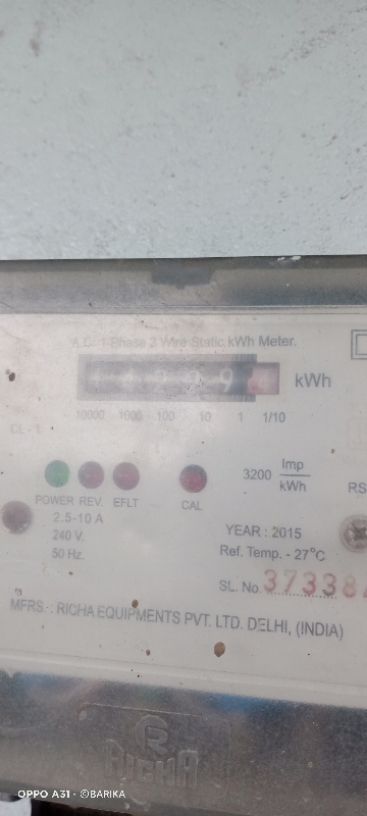 A.C. 1 Phase 2 Wire Static kWh Meter.
kWh
10000 1000 100 10 1 1/10
CL - 1
3200 Imp/kWh
POWER REV. EFLT CAL
RS
2.5-10 A
240 V.
50 Hz.
YEAR : 2015
Ref. Temp. - 27°C
SL. No. 37338
MFRS. : RICHA EQUIPMENTS PVT. LTD. DELHI, (INDIA)
R
RICHA
OPPO A31 · ©BARIKA